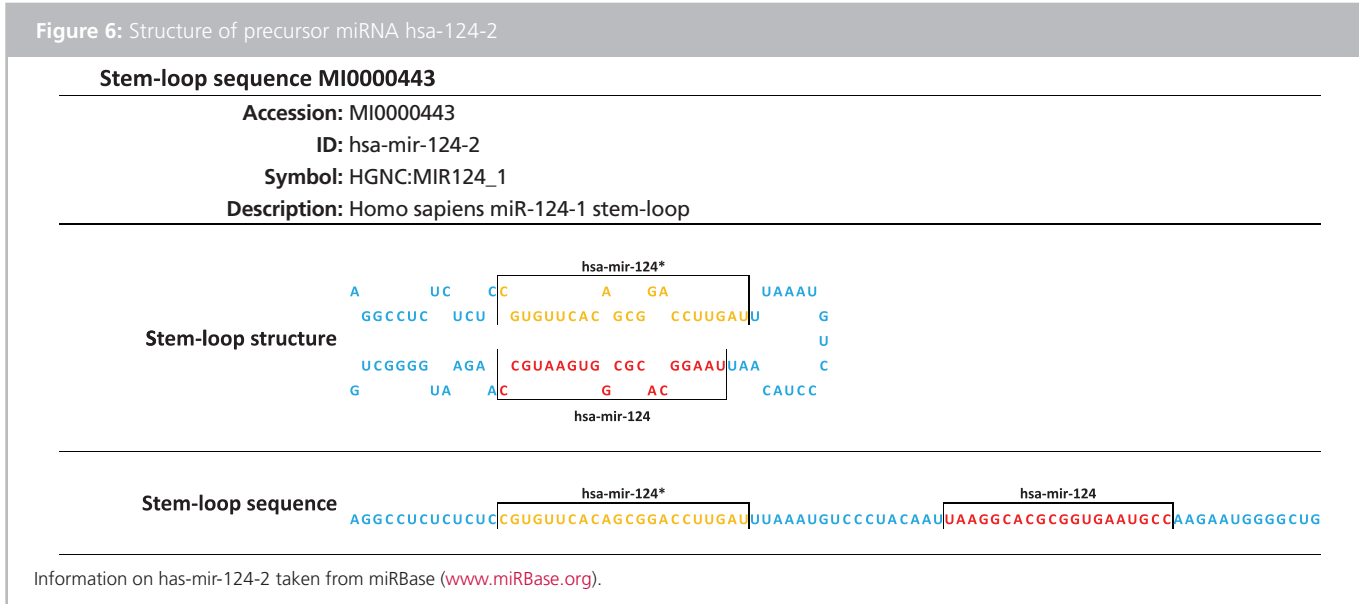 Figure 6: Structure of precursor miRNA hsa-124-2
Stem-loop sequence MI0000443
Accession: MI0000443
ID: hsa-mir-124-2
Symbol: HGNC:MIR124_1
Description: Homo sapiens miR-124-1 stem-loop
hsa-mir-124*
A UC CC A GA UAAAU
GGCCUC UCU GUGUUCAC GCG CCUUGAUU G
Stem-loop structure U
UCGGGG AGA CGUAAGUG CGC GGAAUUAA C
G UA AC G AC CAUCC
hsa-mir-124
hsa-mir-124* hsa-mir-124
Stem-loop sequence AGGCCUCUCUCUCCGUGUUCACAGCGGACCUUGAUUUAAAUGUCCCUACAAUUAAGGCACGCGGUGAAUGCCAAGAAUGGGGCUG
Information on has-mir-124-2 taken from miRBase (www.miRBase.org).